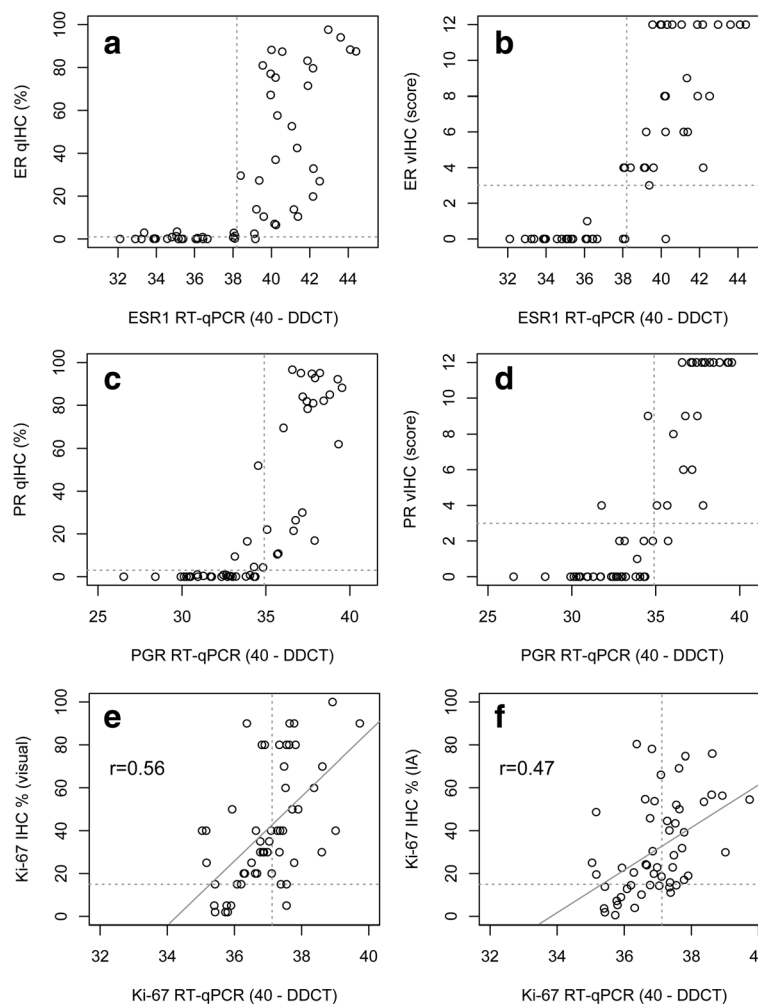 a
ER qIHC (%)
100
80
60
40
20
0
32 34 36 38 40 42 44
ESR1 RT-qPCR (40 - DDCT)
b
ER vIHC (score)
12
10
8
6
4
2
0
32 34 36 38 40 42 44
ESR1 RT-qPCR (40 - DDCT)
c
PR qIHC (%)
100
80
60
40
20
0
25 30 35 40
PGR RT-qPCR (40 - DDCT)
d
PR vIHC (score)
12
10
8
6
4
2
0
25 30 35 40
PGR RT-qPCR (40 - DDCT)
e
r=0.56
Ki-67 IHC % (visual)
100
80
60
40
20
0
32 34 36 38 40
Ki-67 RT-qPCR (40 - DDCT)
f
r=0.47
Ki-67 IHC % (IA)
100
80
60
40
20
0
32 34 36 38
Ki-67 RT-qPCR (40 - DDCT)